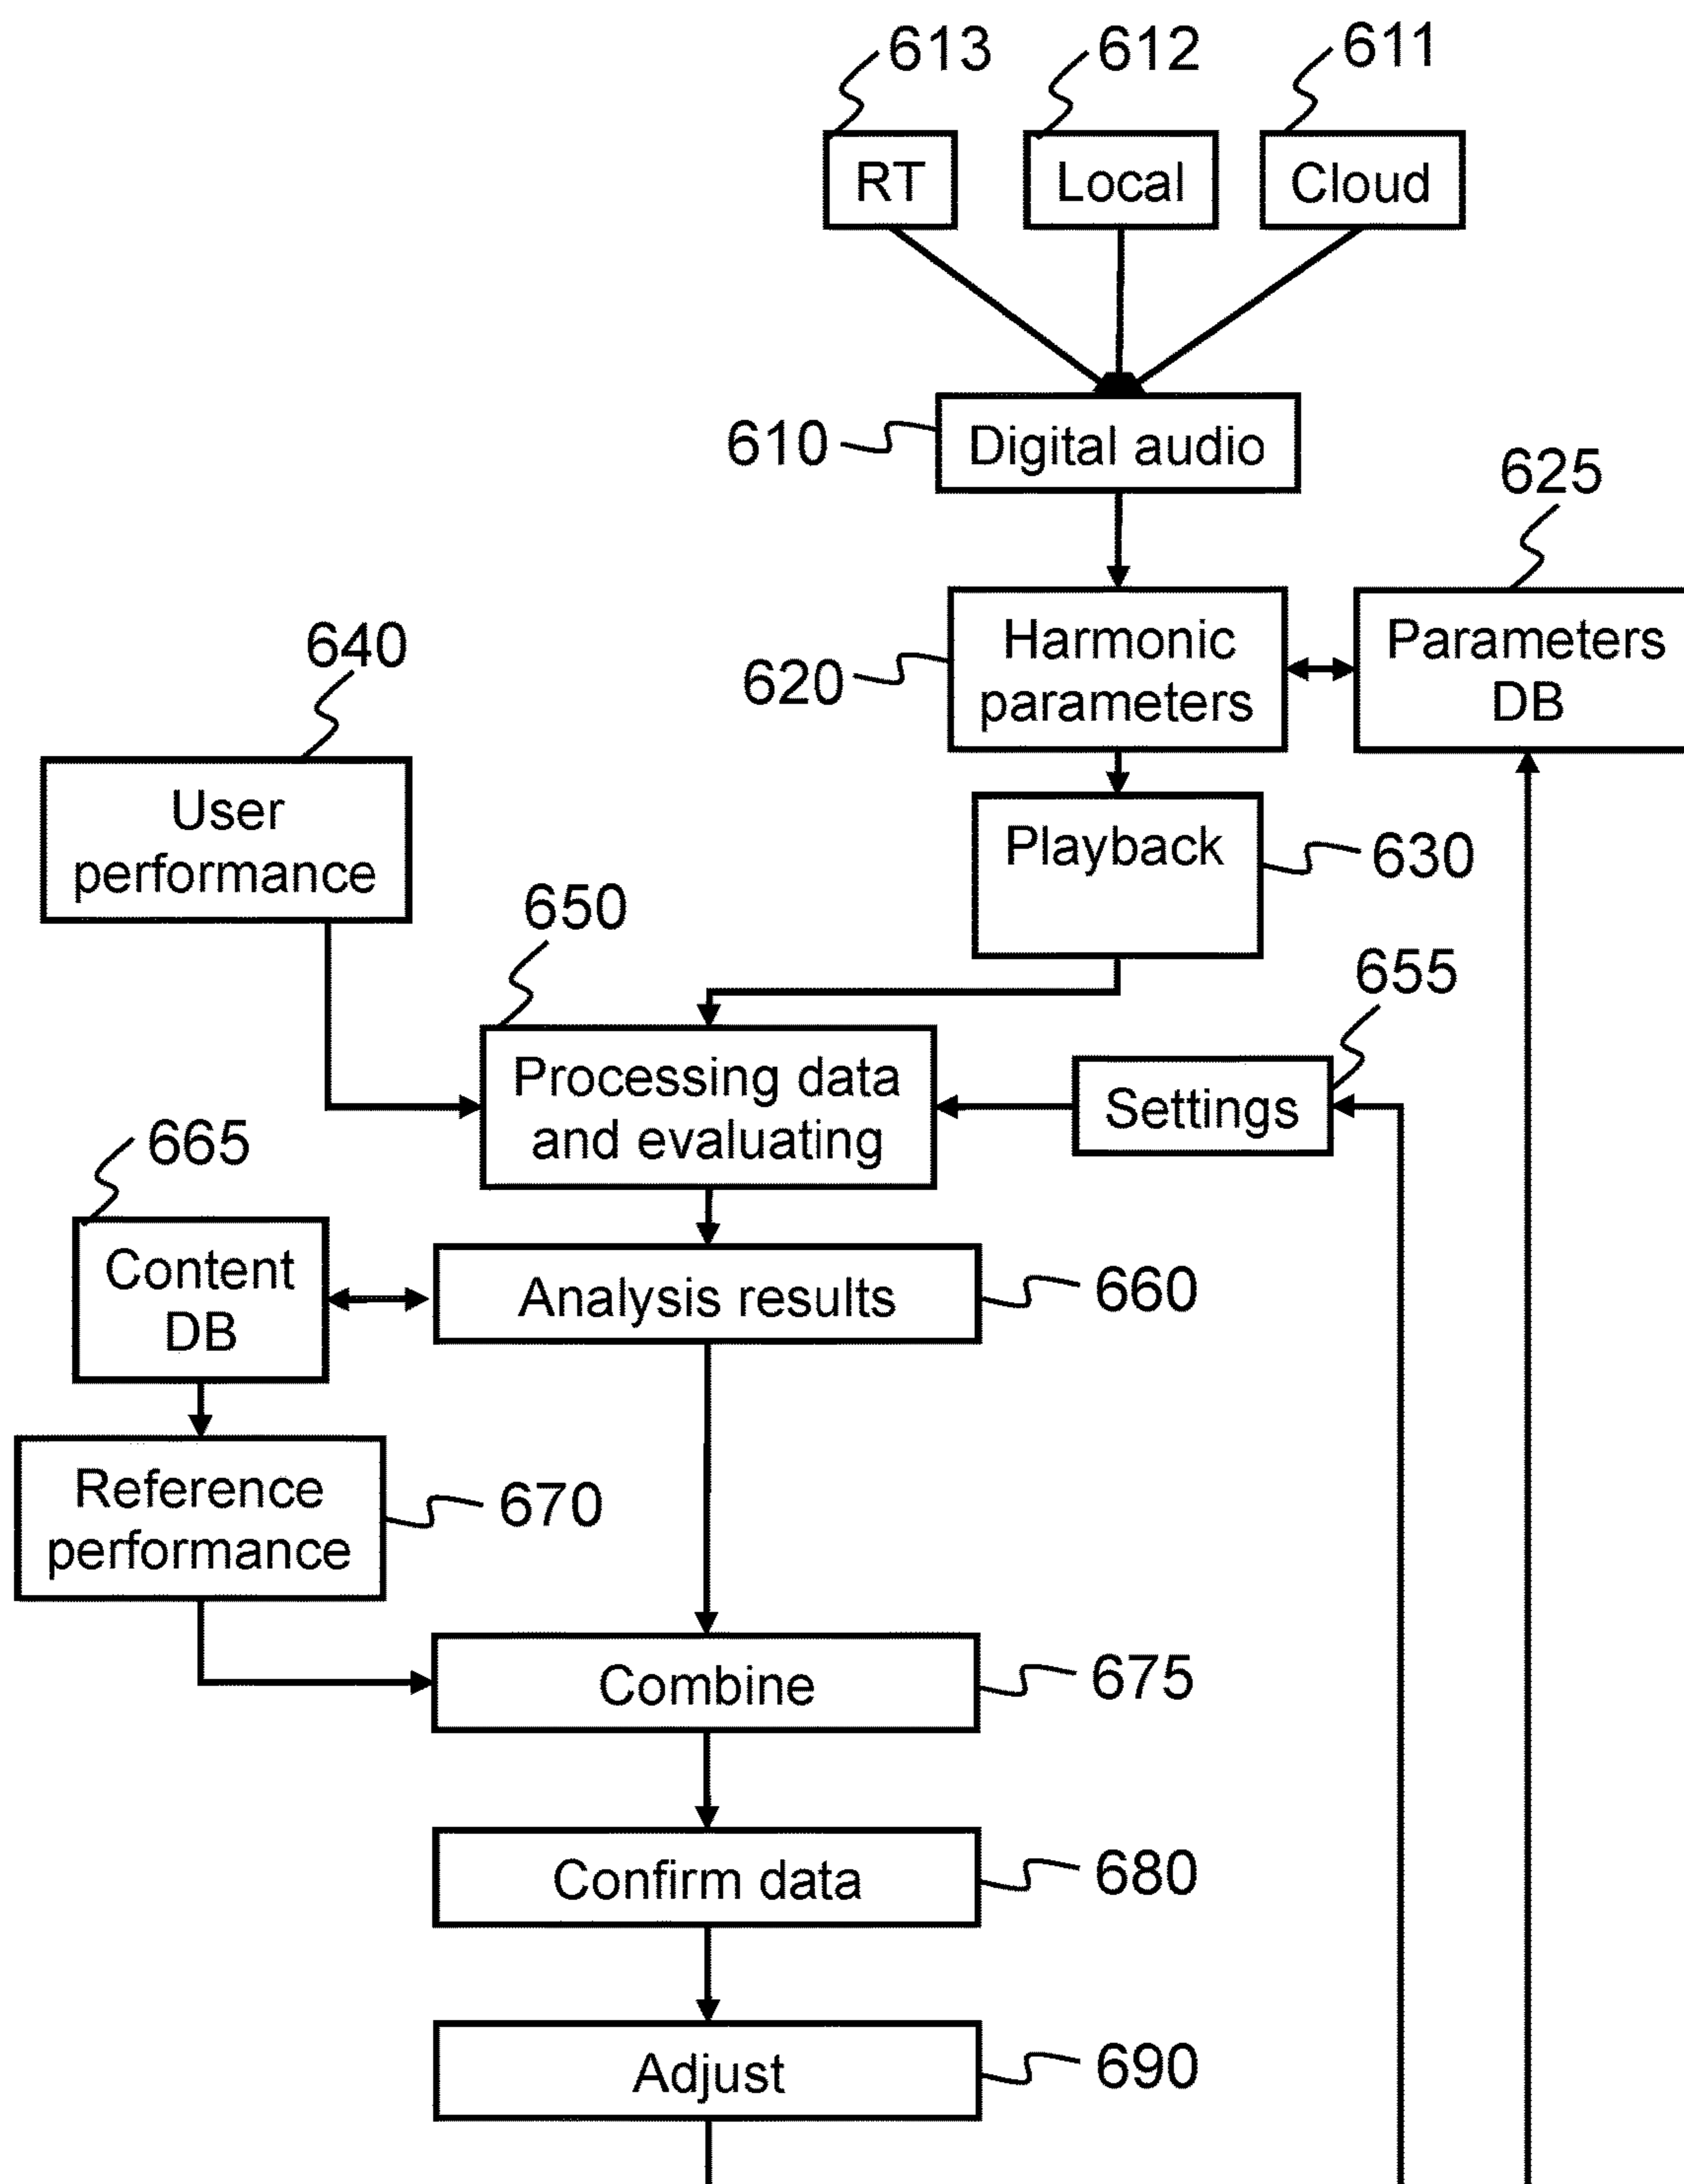 613
612
611
RT
Local
Cloud
610
Digital audio
625
640
620
Harmonic
parameters
Parameters
DB
User
performance
Playback
630
650
655
Processing data
and evaluating
Settings
665
Content
DB
Analysis results
660
Reference
performance
670
Combine
675
Confirm data
680
Adjust
690